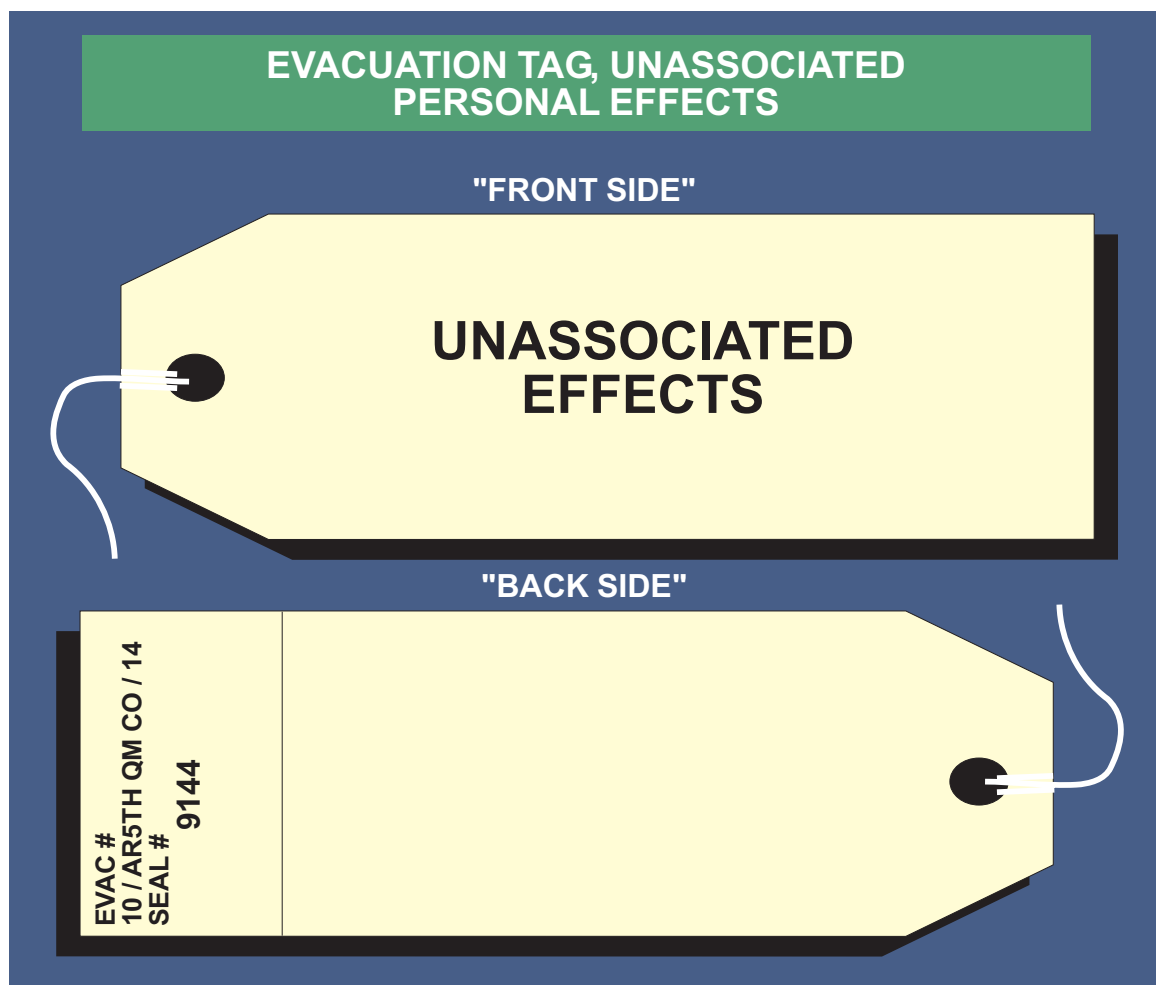 EVACUATION TAG, UNASSOCIATED
PERSONAL EFFECTS
"FRONT SIDE"
UNASSOCIATED
EFFECTS
"BACK SIDE"
EVAC #
10 / AR5TH QM CO / 14
SEAL #
9144